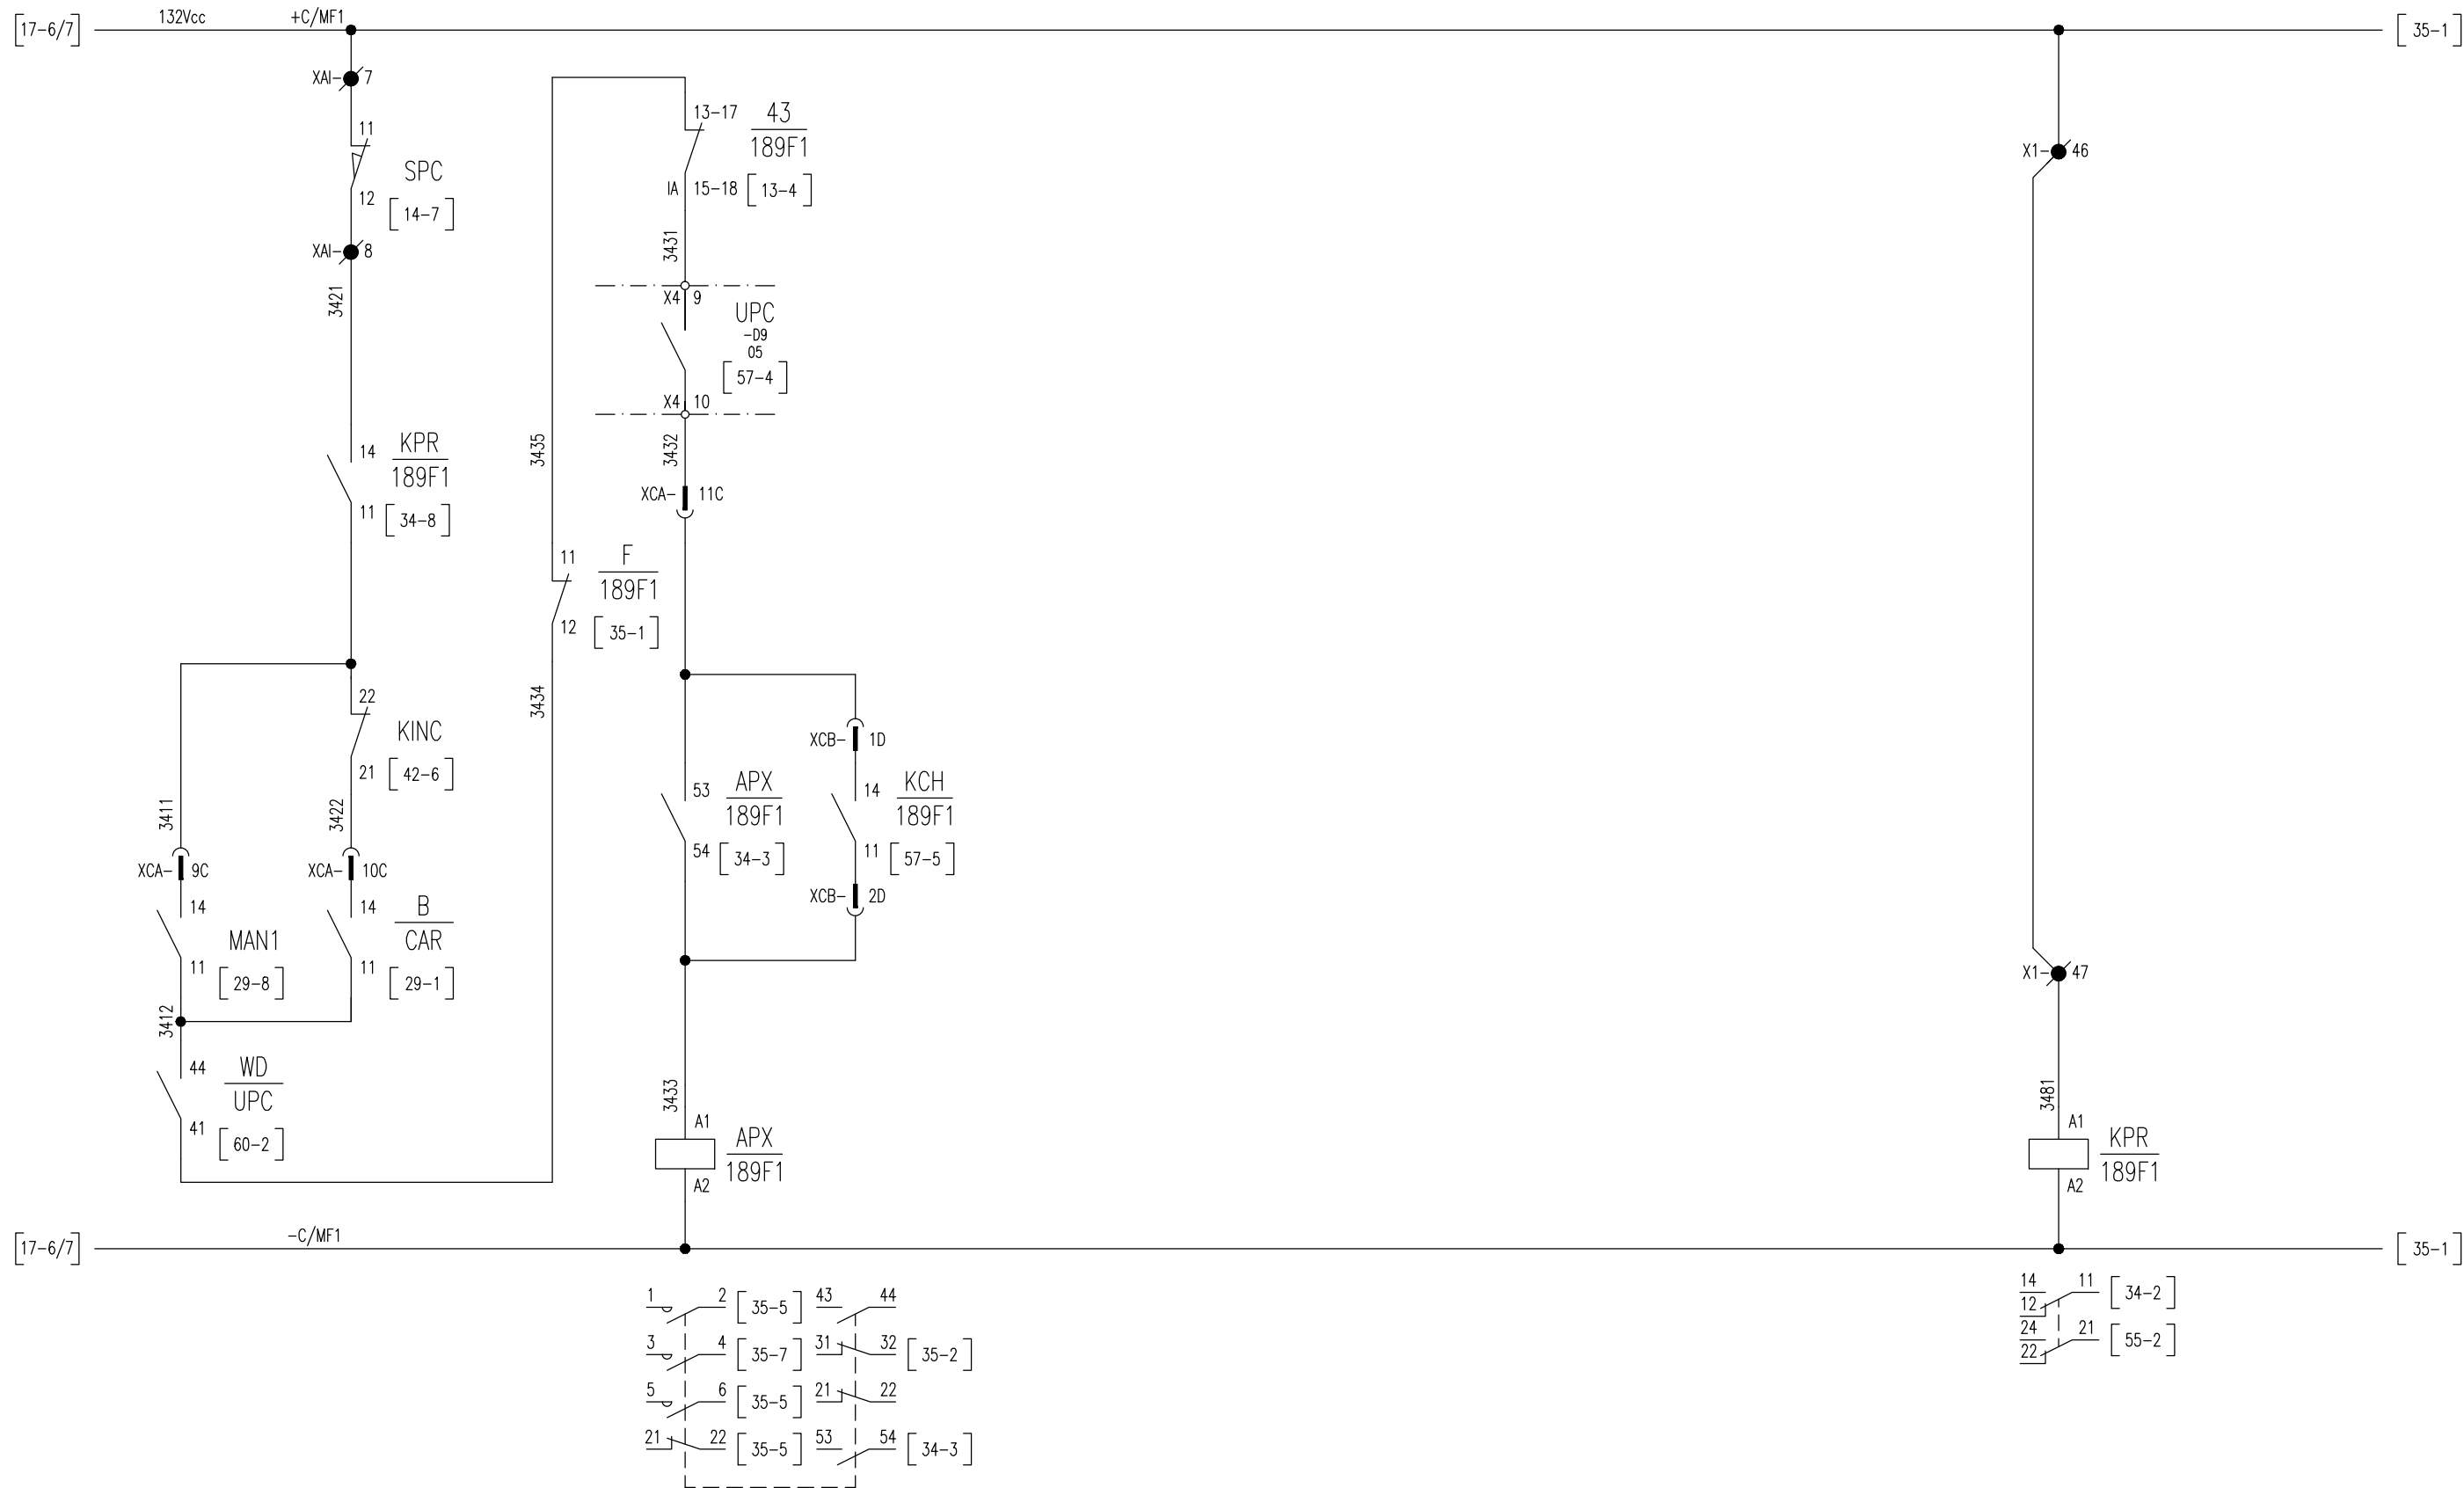 [17-6/7]
132Vcc
+C/MF1
[35-1]
XAI- 7
11
SPC
12
[14-7]
XAI- 8
3421
14
KPR
189F1
11
[34-8]
22
KINC
21
[42-6]
3411
3422
XCA- 9C
XCA- 10C
14
MAN1
11
[29-8]
14
B
CAR
11
[29-1]
3412
44
WD
UPC
41
[60-2]
3435
11
F
189F1
12
[35-1]
3434
13-17
43
189F1
IA 15-18
[13-4]
3431
X4 9
UPC
-D9
05
[57-4]
X4 10
3432
XCA- 11C
53
APX
189F1
54
[34-3]
XCB- 1D
14
KCH
189F1
11
[57-5]
XCB- 2D
3433
A1
APX
189F1
A2
X1- 46
X1- 47
3481
A1
KPR
189F1
A2
[17-6/7]
-C/MF1
[35-1]
1 2 [35-5] 43 44
3 4 [35-7] 31 32 [35-2]
5 6 [35-5] 21 22
21 22 [35-5] 53 54 [34-3]
14 11 [34-2]
12
24 21 [55-2]
22